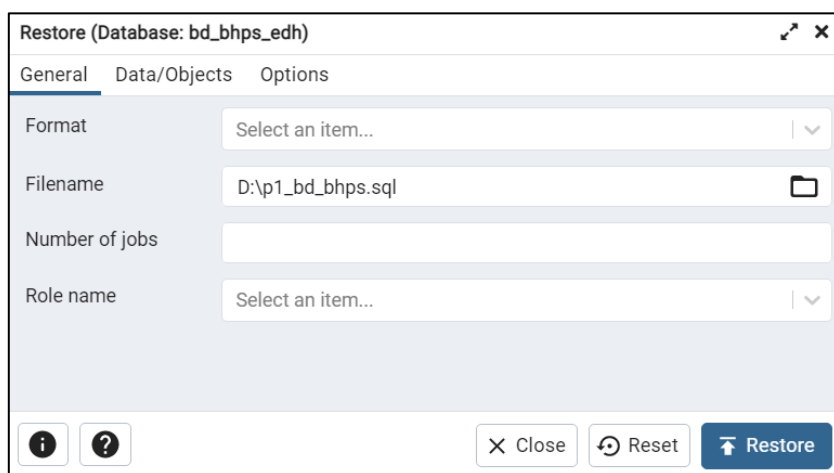 Restore (Database: bd_bhps_edh)
General Data/Objects Options
Format Select an item...
Filename D:\p1_bd_bhps.sql
Number of jobs
Role name Select an item...
Close Reset Restore